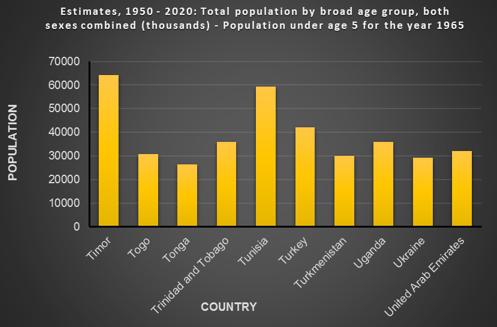 Estimates, 1950 - 2020: Total population by broad age group, both
sexes combined (thousands) - Population under age 5 for the year 1965
POPULATION
70000
60000
50000
40000
30000
20000
10000
0
Timor
Togo
Tonga
Trinidad and Tobago
Tunisia
Turkey
Turkmenistan
Uganda
Ukraine
United Arab Emirates
COUNTRY